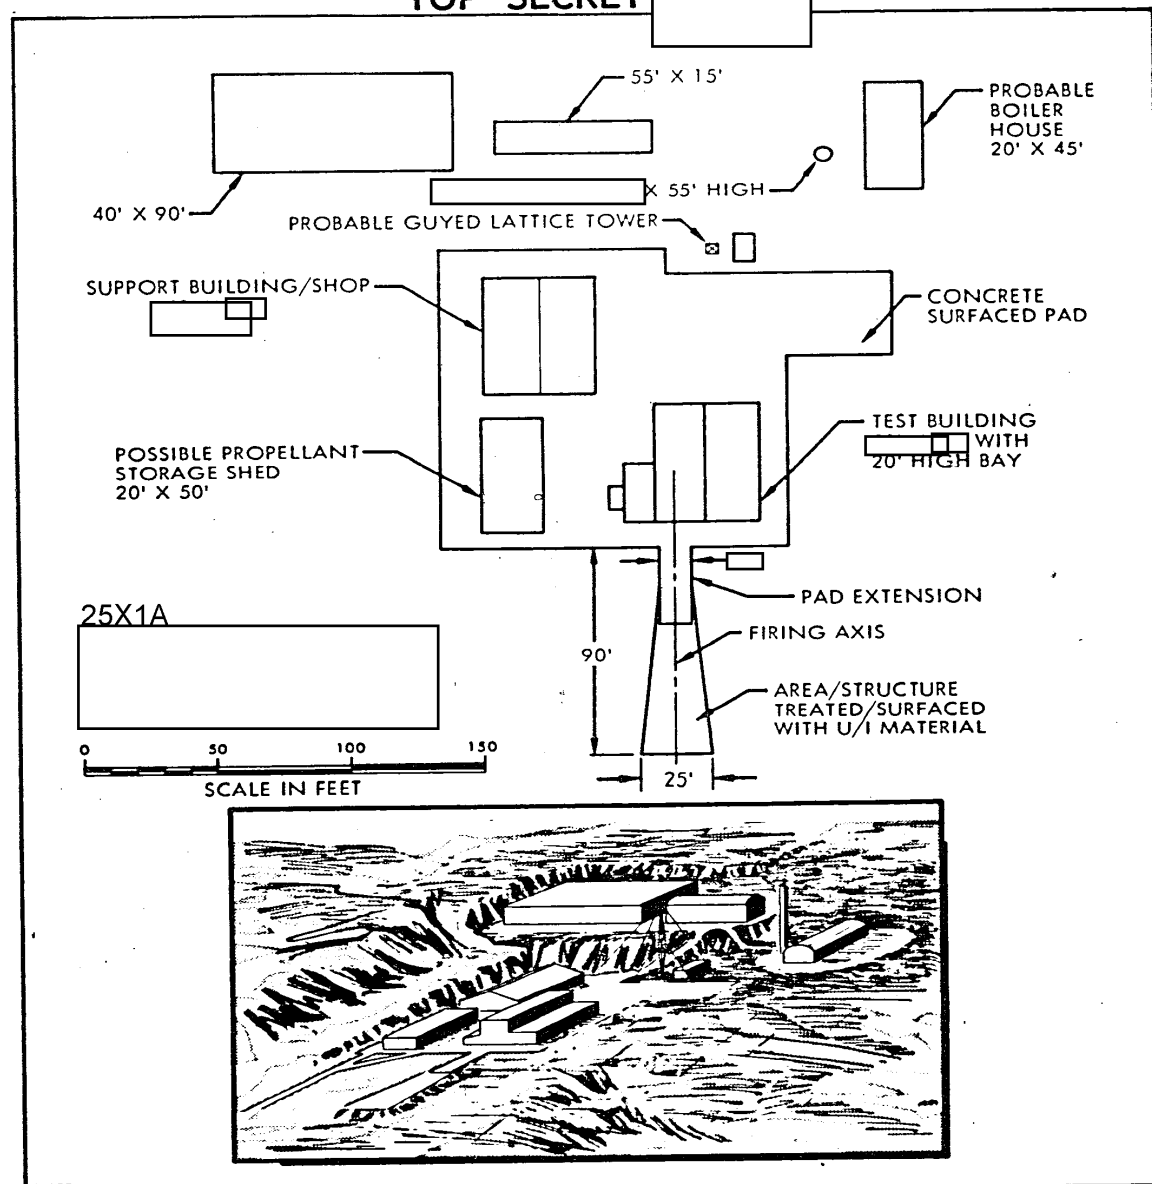 TOP SECRET
55' X 15'
PROBABLE
BOILER
HOUSE
20' X 45'
X 55' HIGH
40' X 90'
PROBABLE GUYED LATTICE TOWER
SUPPORT BUILDING/SHOP
CONCRETE
SURFACED PAD
TEST BUILDING
WITH
20' HIGH BAY
POSSIBLE PROPELLANT
STORAGE SHED
20' X 50'
PAD EXTENSION
25X1A
FIRING AXIS
90'
AREA/STRUCTURE
TREATED/SURFACED
WITH U/I MATERIAL
0 50 100 150
25'
SCALE IN FEET